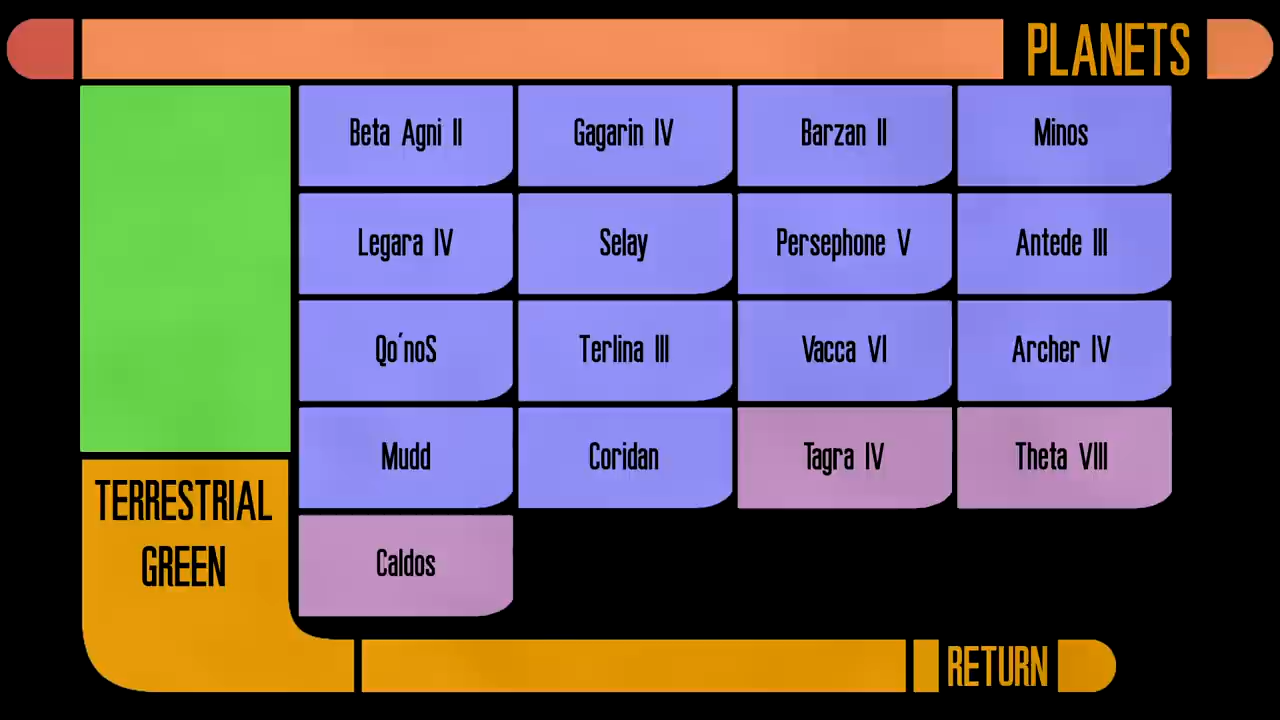 PLANETS
Beta Agni II
Gagarin IV
Barzan II
Minos
Legara IV
Selay
Persephone V
Antede III
Qo'noS
Terlina III
Vacca VI
Archer IV
Mudd
Coridan
Tagra IV
Theta VIII
TERRESTRIAL
GREEN
Caldos
RETURN